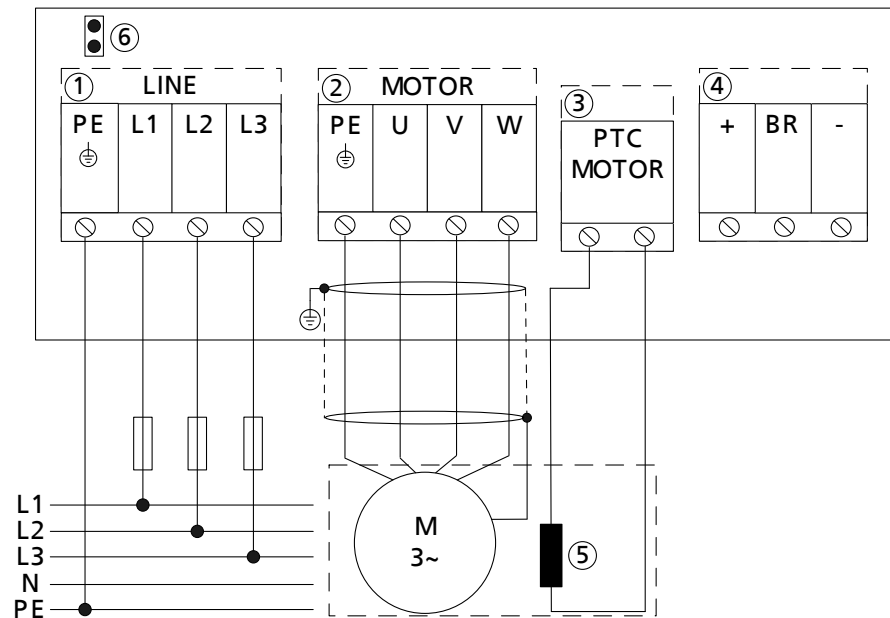 ⑥
① LINE
PE L1 L2 L3
② MOTOR
PE U V W
③
PTC
MOTOR
④
+ BR -
L1
L2
L3
N
PE
M
3~
⑤